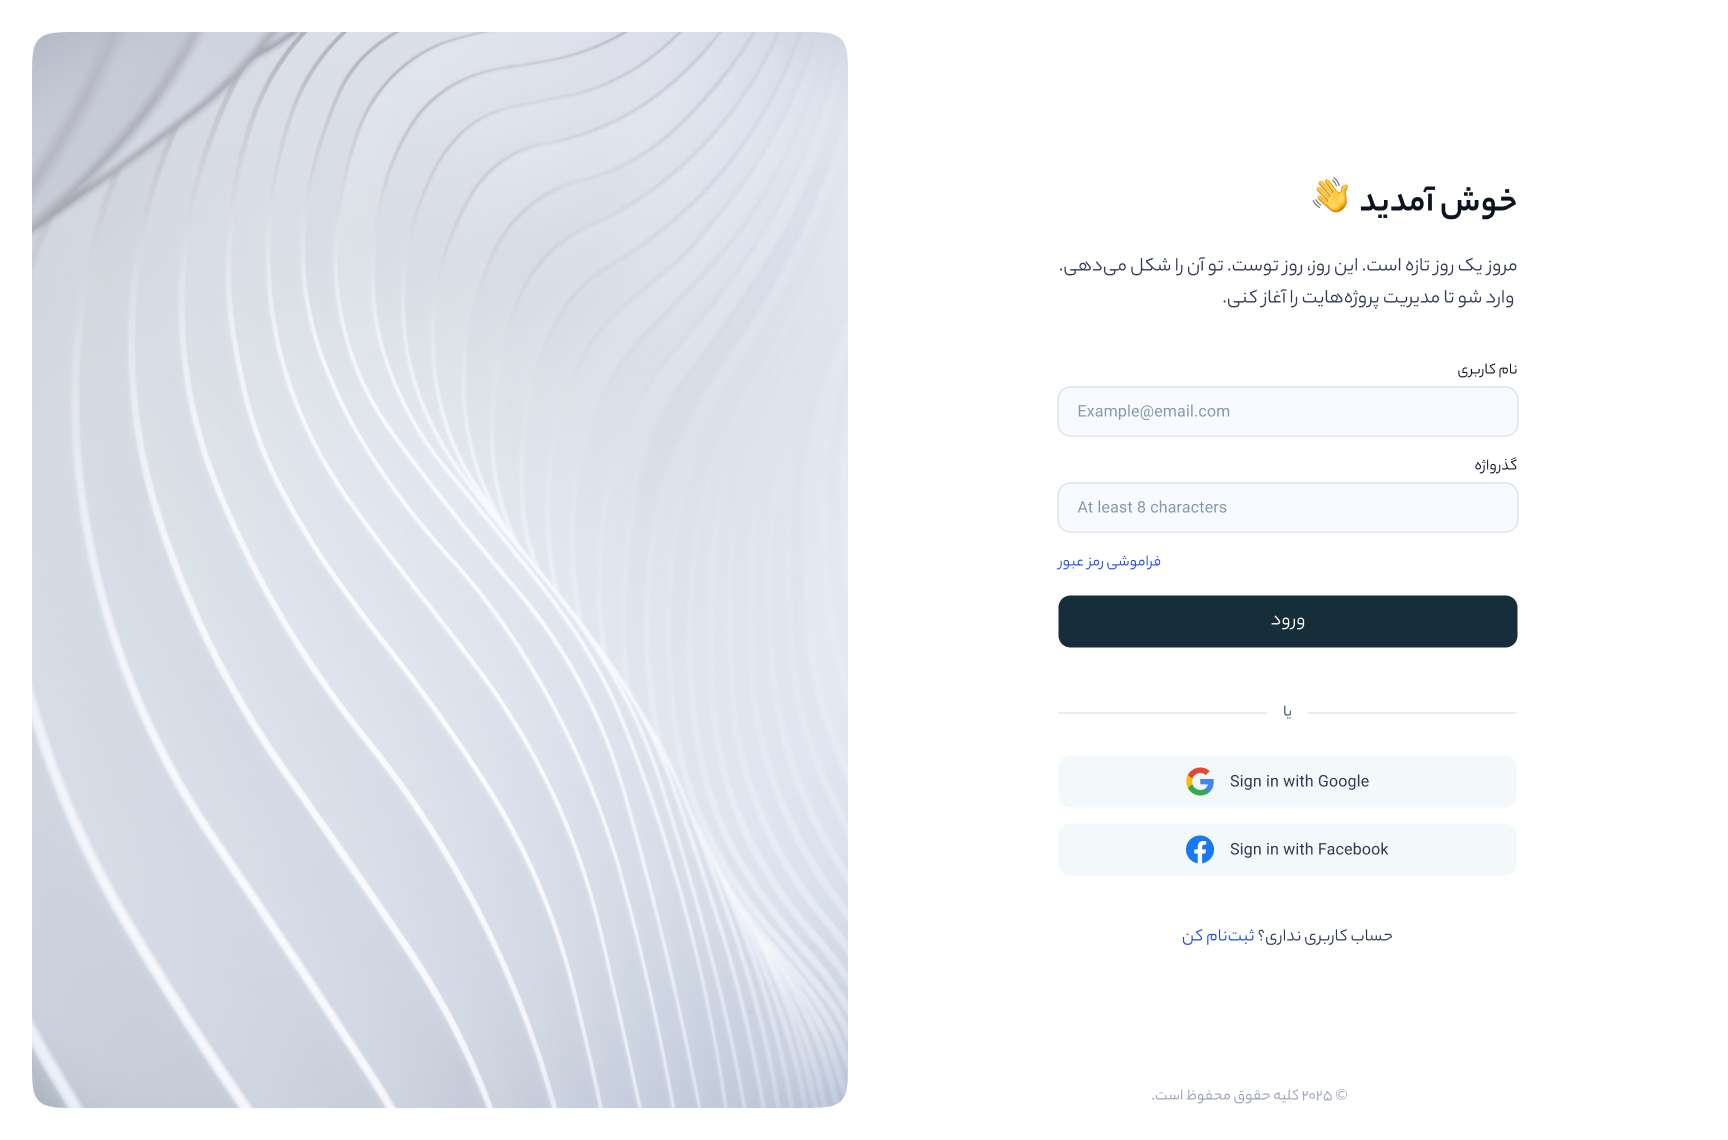 خوش آمدید 👋
مروز یک روز تازه است. این روز، روز توست. تو آن را شکل می‌دهی.
وارد شو تا مدیریت پروژه‌هایت را آغاز کنی.
نام کاربری
Example@email.com
گذرواژه
At least 8 characters
فراموشی رمز عبور
ورود
یا
Sign in with Google
Sign in with Facebook
حساب کاربری نداری؟ ثبت‌نام کن
© ۲۰۲۵ کلیه حقوق محفوظ است.